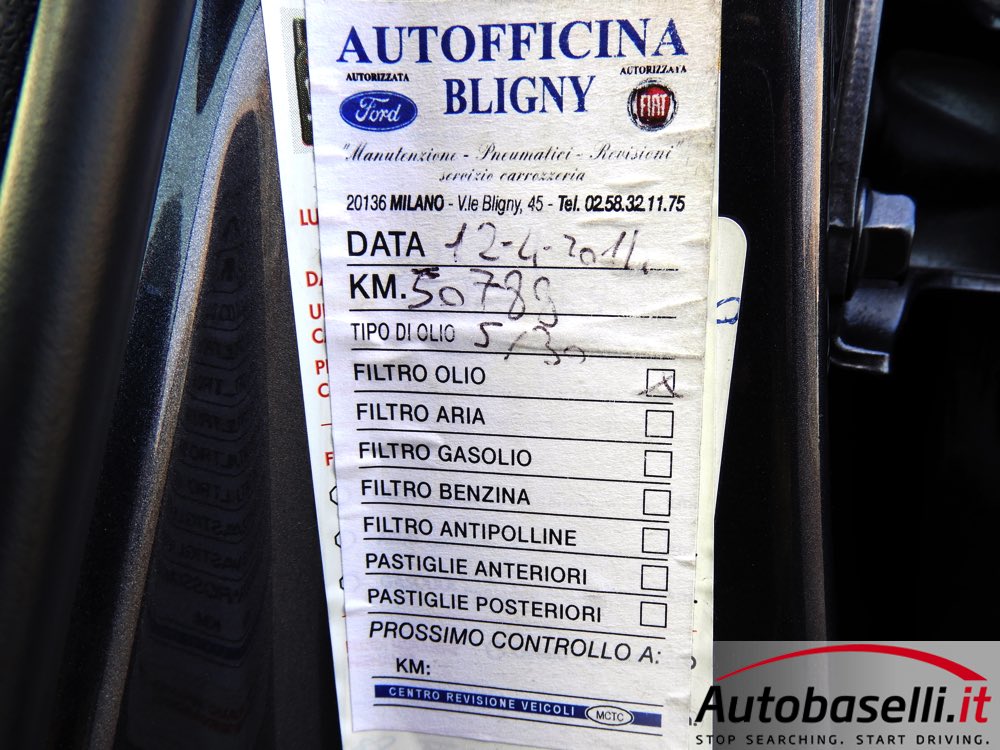 AUTOFFICINA
AUTORIZZATA BLIGNY AUTORIZZATA
Ford FIAT
"Manutenzione - Pneumatici - Revisioni"
servizio carrozzeria
20136 MILANO - V.le Bligny, 45 - Tel. 02.58.32.11.75
DATA 12-4-2014
KM. 50789
TIPO DI OLIO 5/30
FILTRO OLIO X
FILTRO ARIA
FILTRO GASOLIO
FILTRO BENZINA
FILTRO ANTIPOLLINE
PASTIGLIE ANTERIORI
PASTIGLIE POSTERIORI
PROSSIMO CONTROLLO A:
KM:
CENTRO REVISIONE VEICOLI MCTC
LU
Autobaselli.it
STOP SEARCHING. START DRIVING.